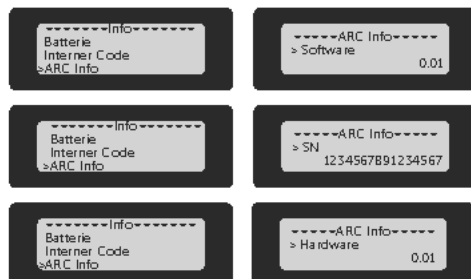 -------Info-------
Batterie
Interner Code
>ARC Info
-----ARC Info-----
> Software
0.01
-------Info-------
Batterie
Interner Code
>ARC Info
-----ARC Info-----
> SN
1234567891234567
-------Info-------
Batterie
Interner Code
>ARC Info
-----ARC Info-----
> Hardware
0.01